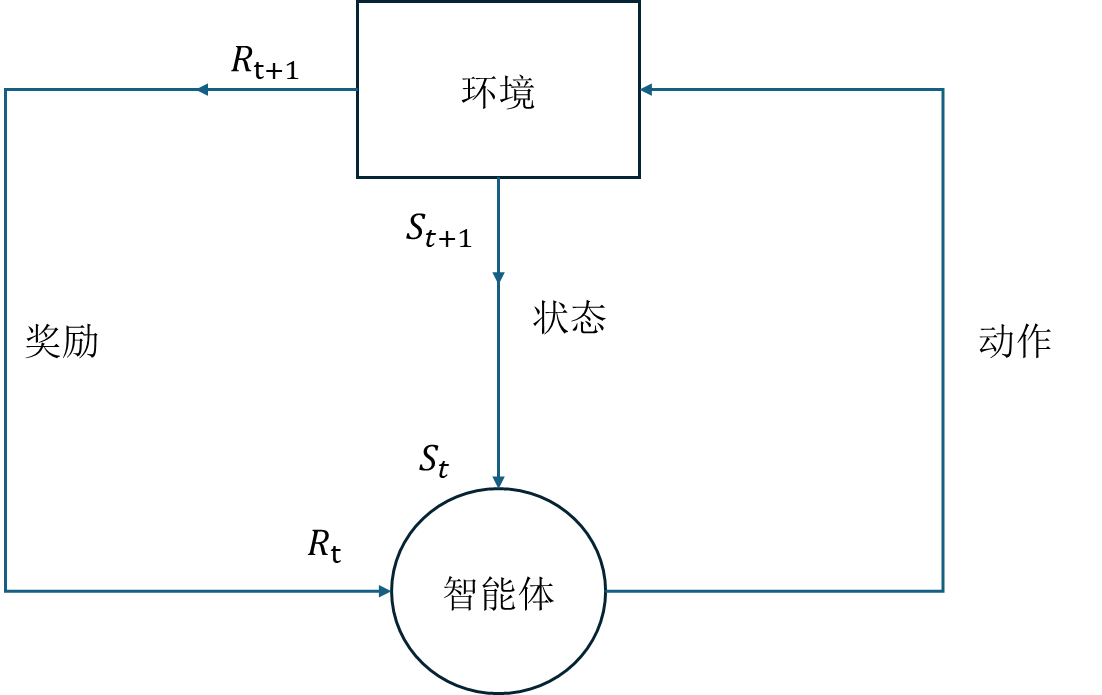 R_{t+1}
环境
S_{t+1}
状态
奖励
动作
S_t
R_t
智能体